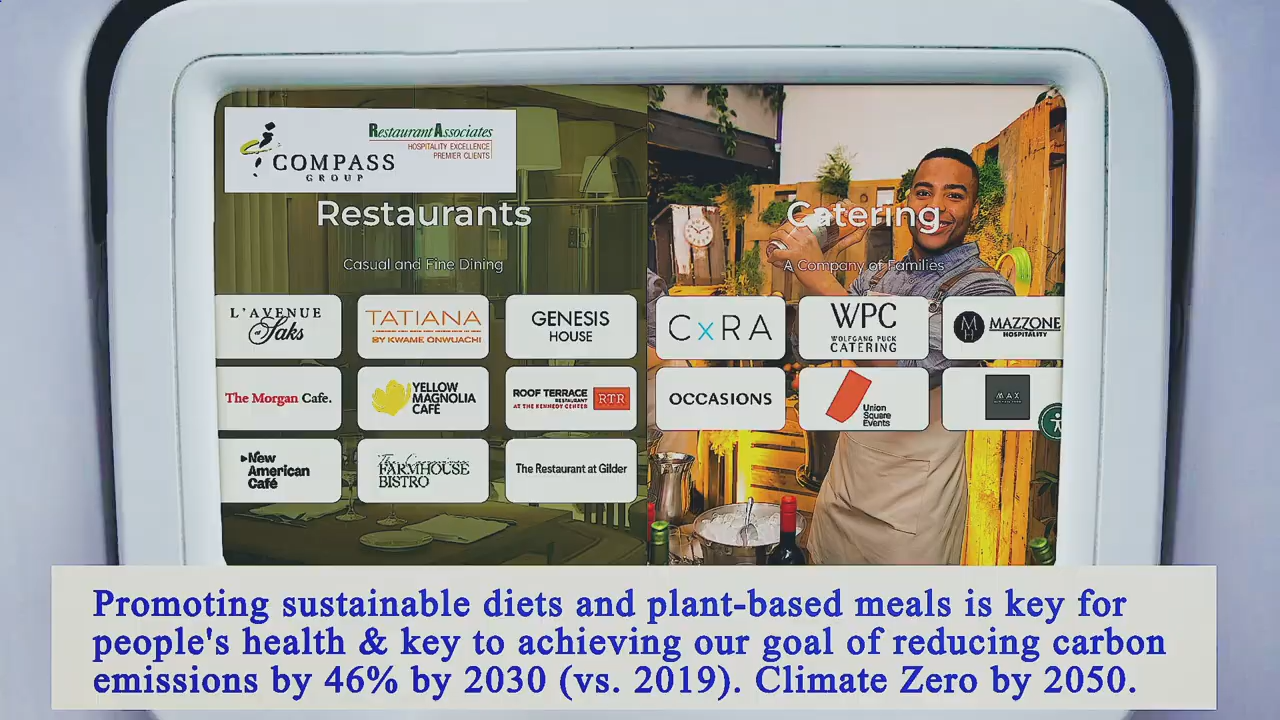 COMPASS
GROUP
Restaurant Associates
HOSPITALITY EXCELLENCE
PREMIER CLIENTS
Restaurants
Casual and Fine Dining
L'AVENUE
Saks
TATIANA
BY KWAME ONWUACHI
GENESIS
HOUSE
The Morgan Cafe.
YELLOW
MAGNOLIA
CAFÉ
ROOF TERRACE
RESTAURANT
AT THE KENNEDY CENTER
RTR
New
American
Café
FARMHOUSE
BISTRO
The Restaurant at Gilder
Catering
A Company of Families
CxRA
WPC
WOLFGANG PUCK
CATERING
M
H
MAZZONE
HOSPITALITY
OCCASIONS
Union
Square
Events
MAX
Promoting sustainable diets and plant-based meals is key for
people's health & key to achieving our goal of reducing carbon
emissions by 46% by 2030 (vs. 2019). Climate Zero by 2050.